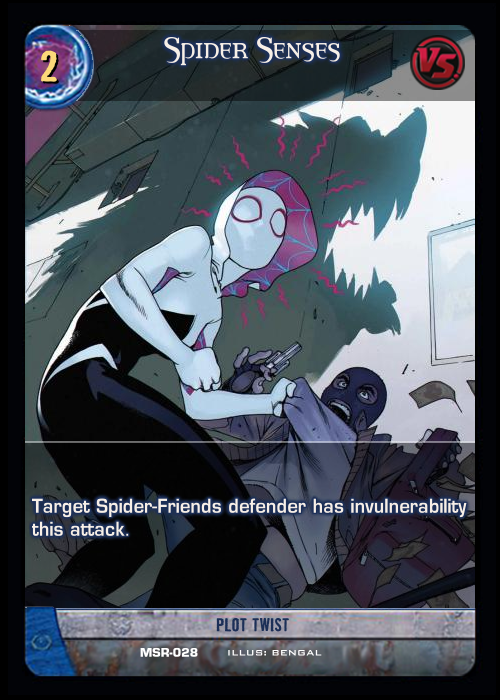 2
Spider Senses
VS
Target Spider-Friends defender has invulnerability
this attack.
PLOT TWIST
MSR-028 ILLUS: BENGAL